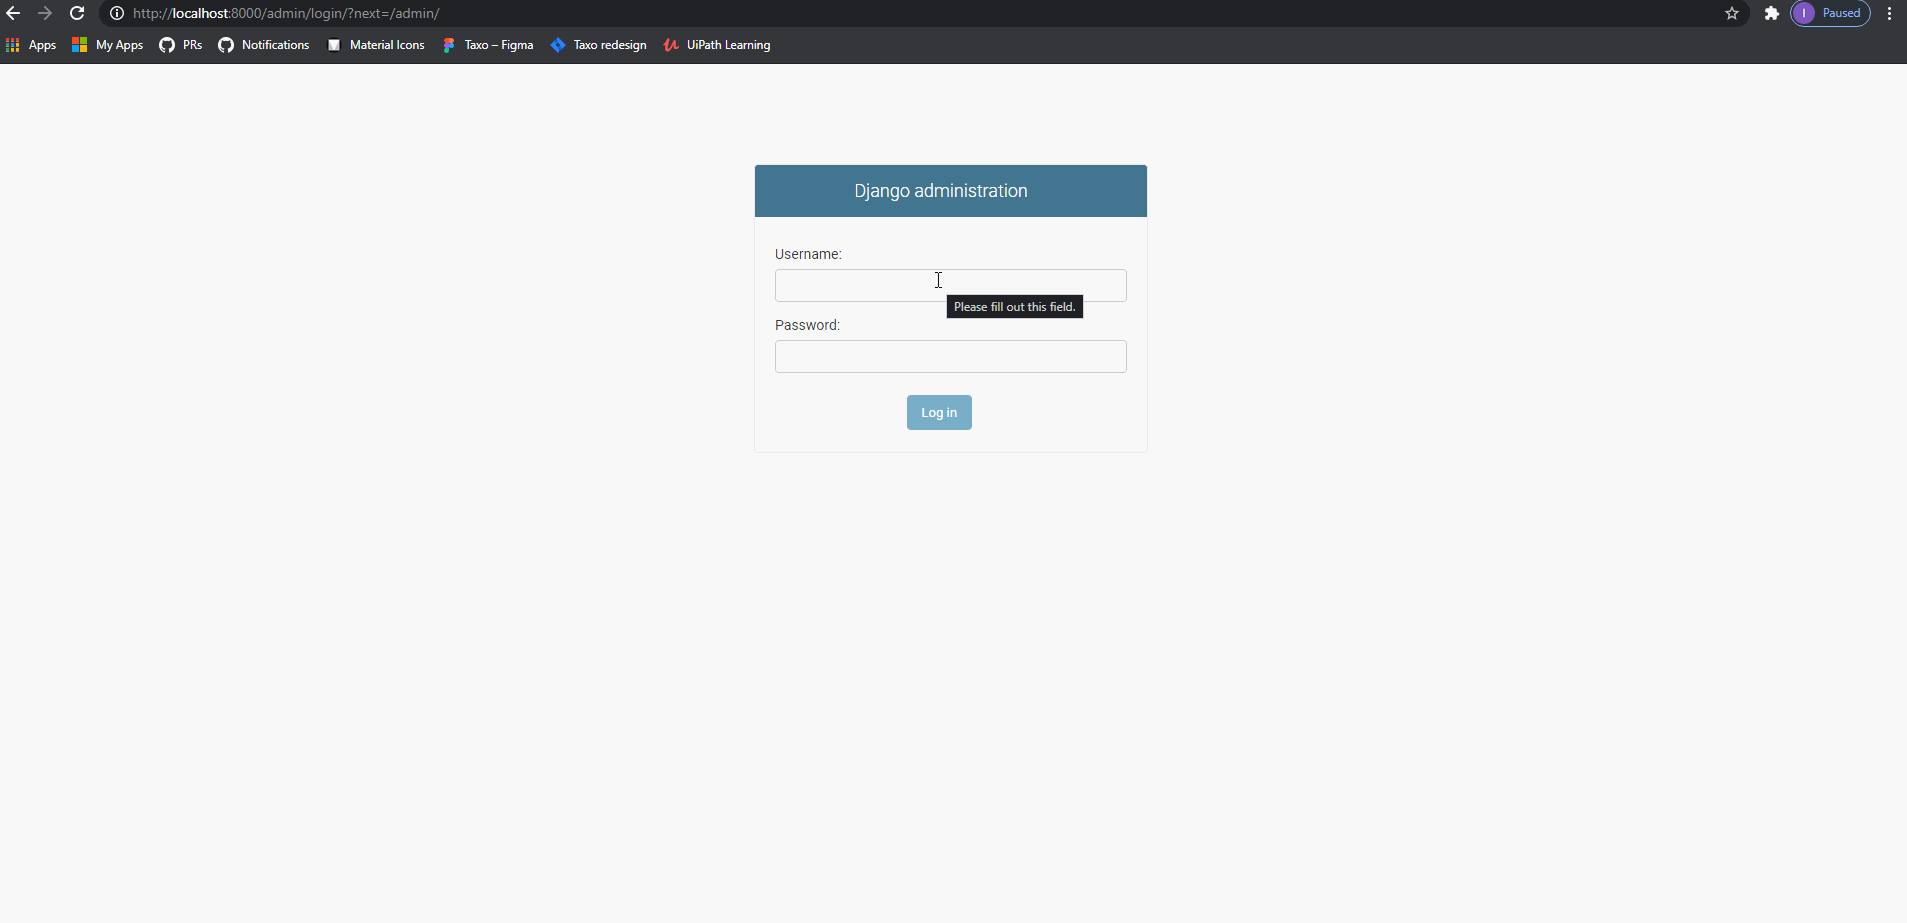 http://localhost:8000/admin/login/?next=/admin/
I Paused
Apps My Apps PRs Notifications Material Icons Taxo – Figma Taxo redesign UiPath Learning
Django administration
Username:
Please fill out this field.
Password:
Log in